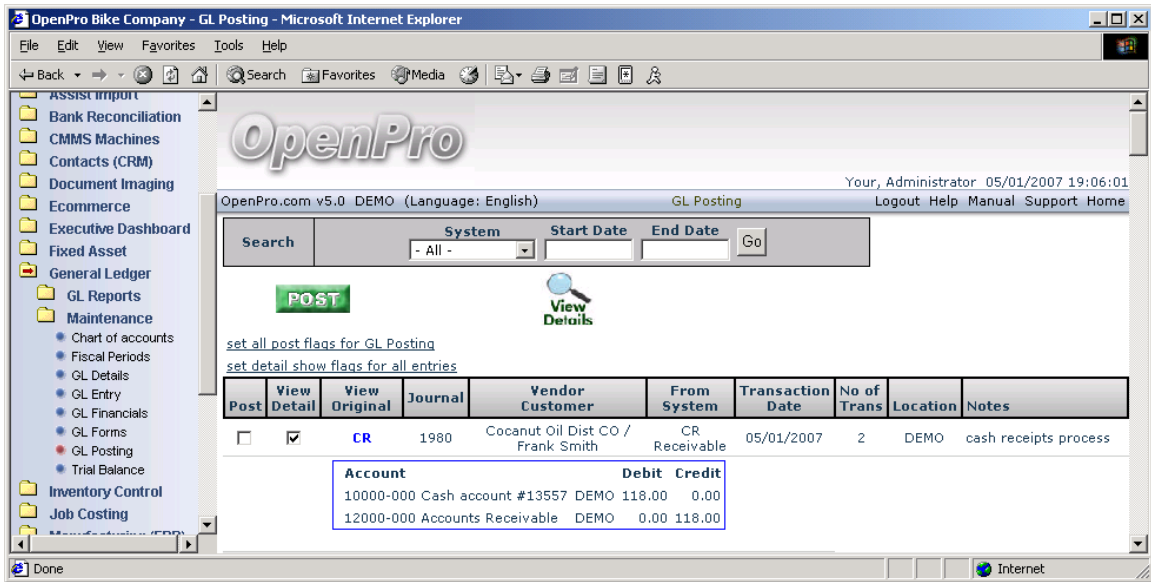 OpenPro Bike Company - GL Posting - Microsoft Internet Explorer
File Edit View Favorites Tools Help
Back Search Favorites Media
Assist Import
Bank Reconciliation
CMMS Machines
Contacts (CRM)
Document Imaging
Ecommerce
Executive Dashboard
Fixed Asset
General Ledger
GL Reports
Maintenance
Chart of accounts
Fiscal Periods
GL Details
GL Entry
GL Financials
GL Forms
GL Posting
Trial Balance
Inventory Control
Job Costing
Manufacturing (ERP)
OpenPro
Your, Administrator 05/01/2007 19:06:01
OpenPro.com v5.0 DEMO (Language: English) GL Posting Logout Help Manual Support Home
Search System Start Date End Date
- All - Go
POST View Details
set all post flags for GL Posting
set detail show flags for all entries
Post View Detail View Original Journal Vendor Customer From System Transaction Date No of Trans Location Notes
CR 1980 Cocanut Oil Dist CO / Frank Smith CR Receivable 05/01/2007 2 DEMO cash receipts process
Account Debit Credit
10000-000 Cash account #13557 DEMO 118.00 0.00
12000-000 Accounts Receivable DEMO 0.00 118.00
Done Internet